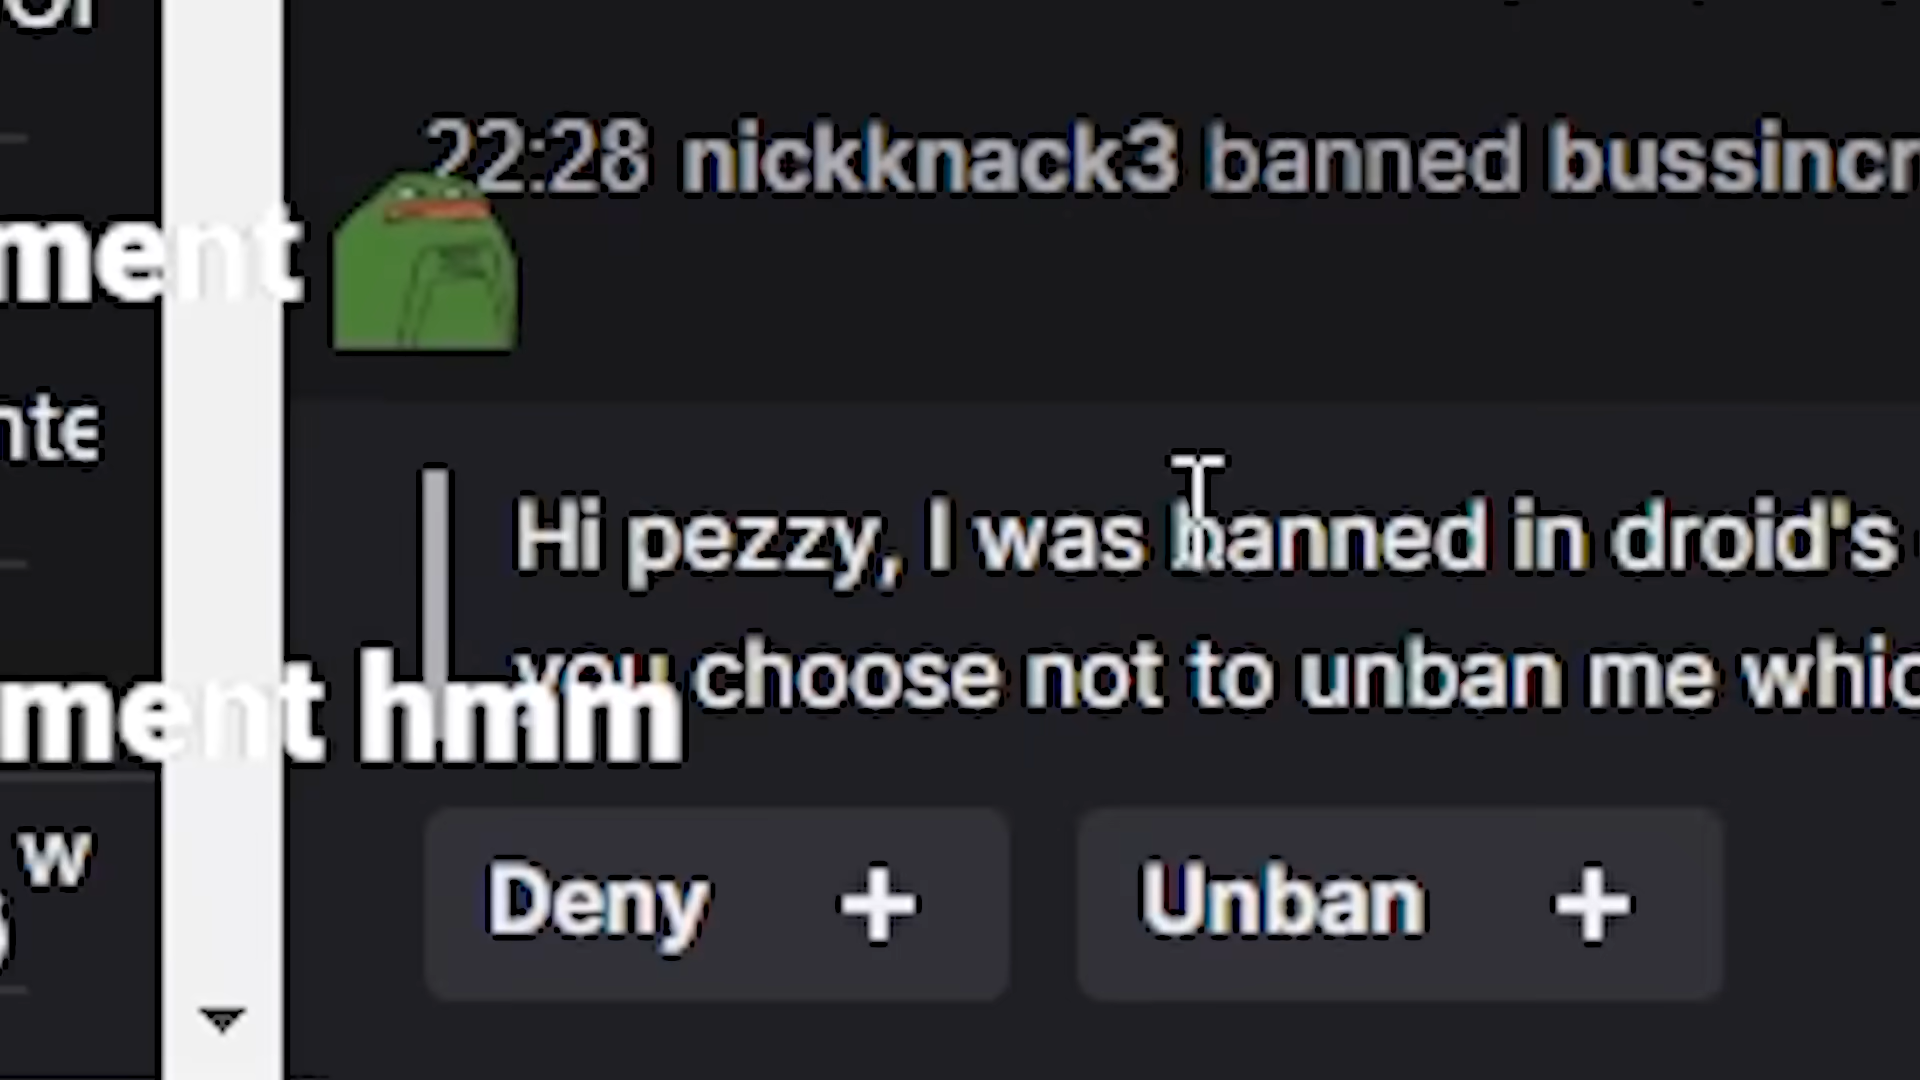 22:28 nickknack3 banned bussincr
ment
nte
Hi pezzy, I was banned in droid's
you choose not to unban me whic
ment hmm
w
Deny +
Unban +